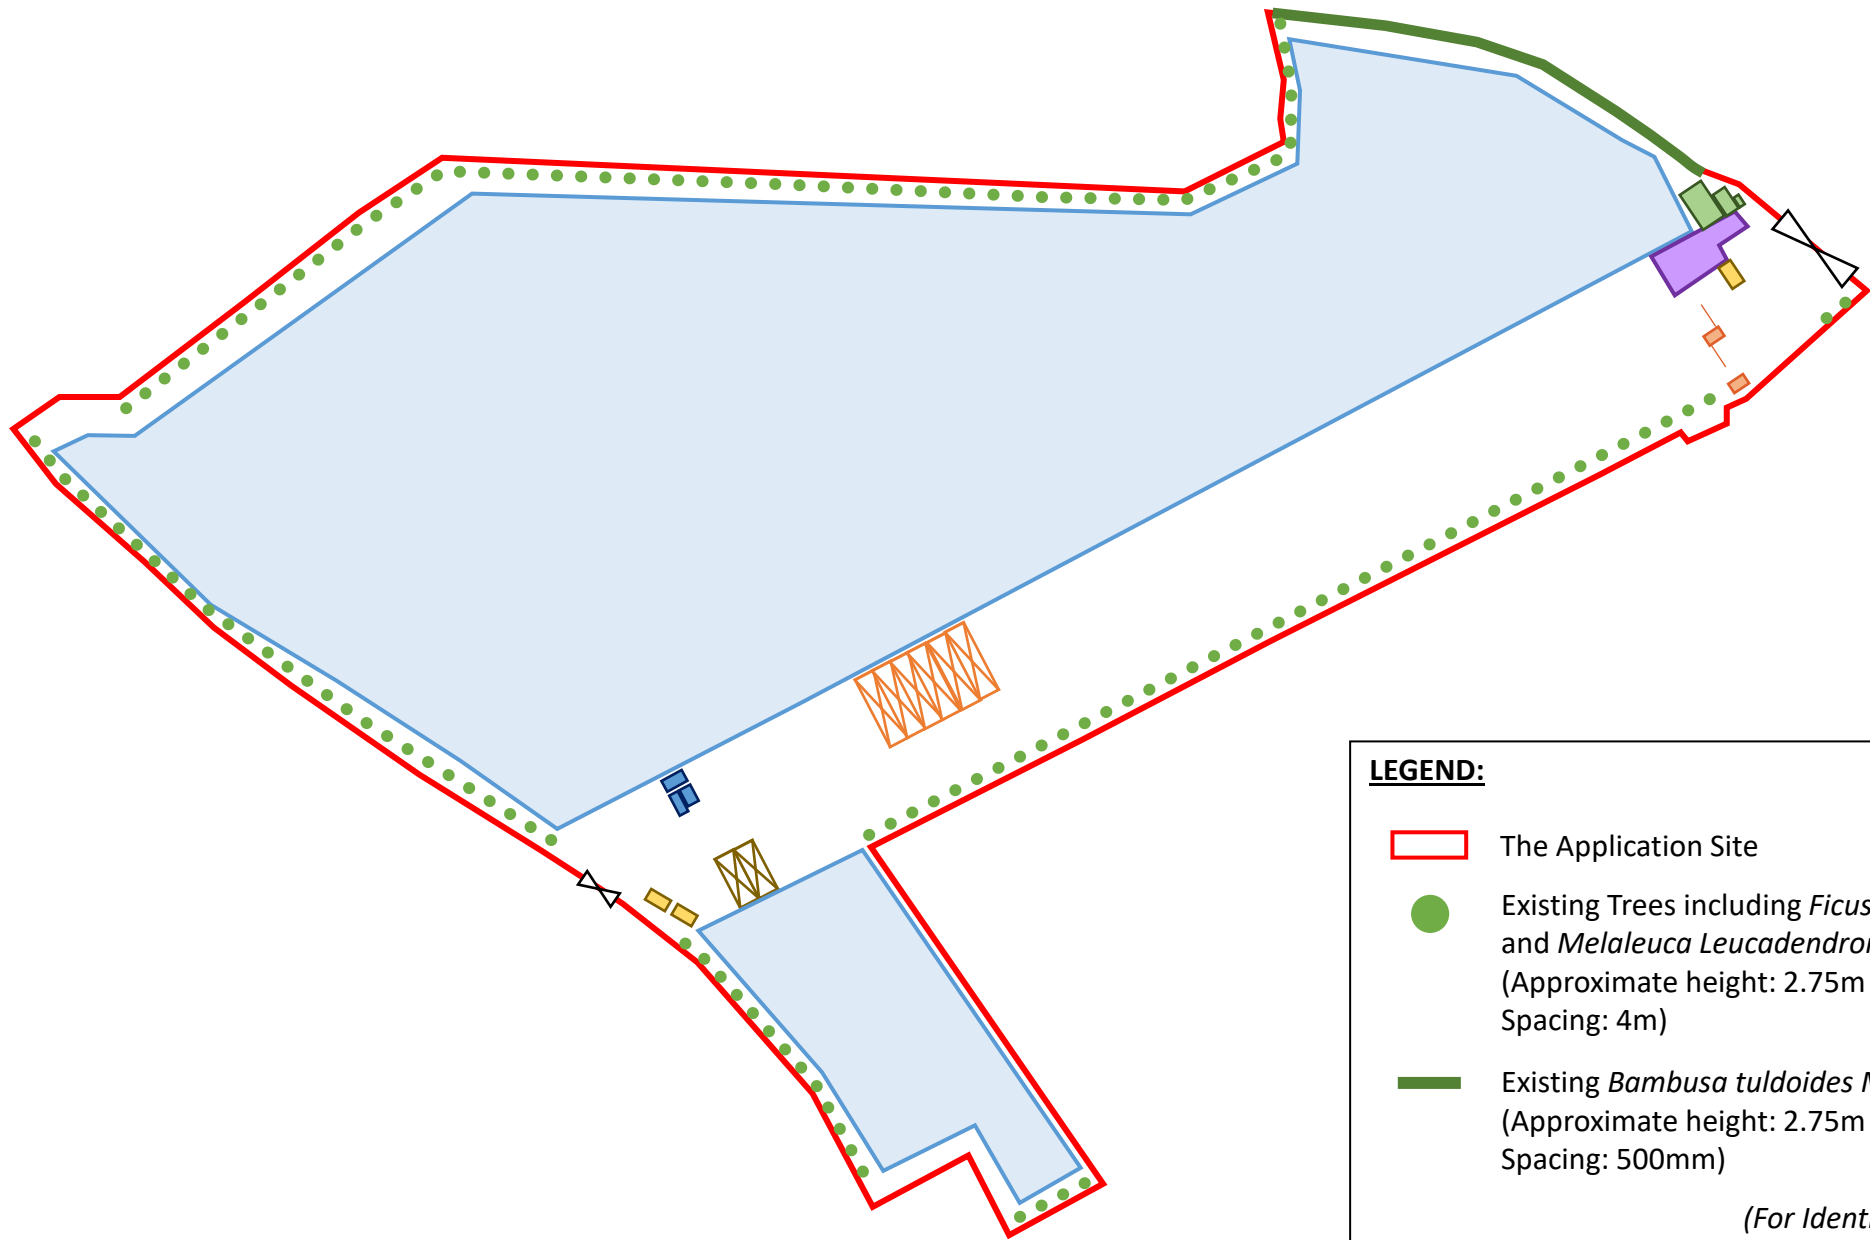 LEGEND:
The Application Site
Existing Trees including Ficus
and Melaleuca Leucadendron
(Approximate height: 2.75m
Spacing: 4m)
Existing Bambusa tuldoides
(Approximate height: 2.75m
Spacing: 500mm)
(For